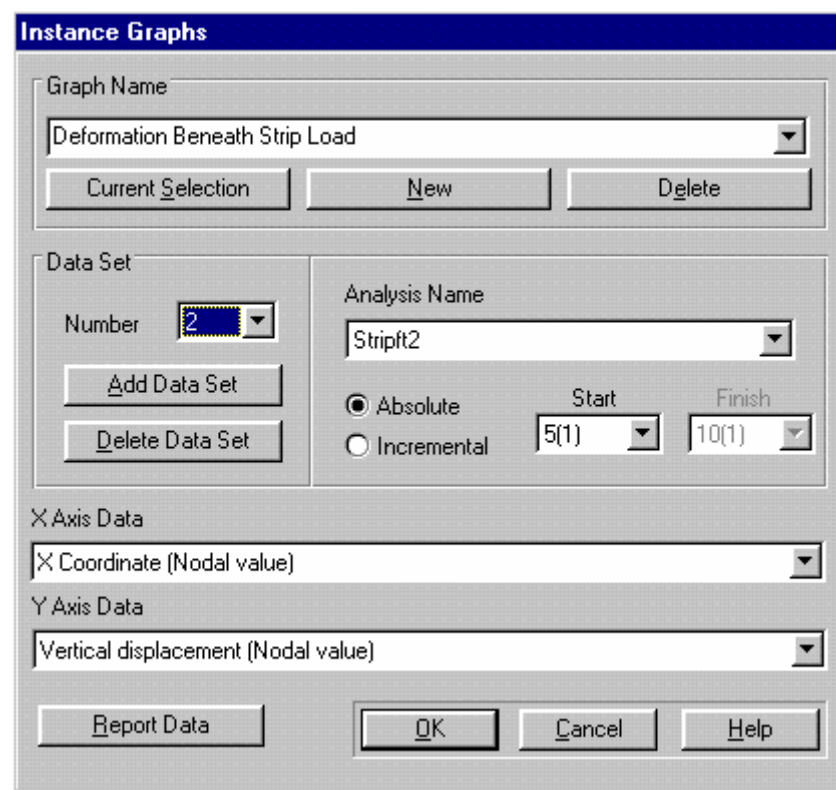 Instance Graphs
Graph Name
Deformation Beneath Strip Load
Current Selection New Delete
Data Set
Number 2
Add Data Set
Delete Data Set
Analysis Name
Stripft2
Absolute
Incremental
Start Finish
5(1) 10(1)
X Axis Data
X Coordinate (Nodal value)
Y Axis Data
Vertical displacement (Nodal value)
Report Data OK Cancel Help